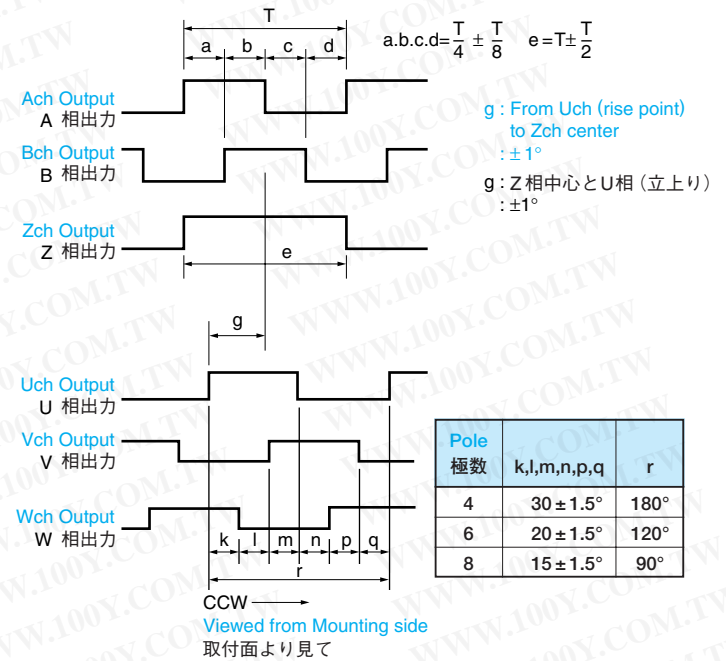 T
a b c d
a.b.c.d=T/4 ± T/8 e=T±T/2
Ach Output
A 相出力
g : From Uch (rise point)
to Zch center
: ± 1°
Bch Output
B 相出力
g : Z 相中心とU相 (立上り)
: ±1°
Zch Output
Z 相出力
e
g
Uch Output
U 相出力
Vch Output
V 相出力
Wch Output
W 相出力
k l m n p q
r
CCW
Viewed from Mounting side
取付面より見て
Pole
極数 k,l,m,n,p,q r
4 30 ± 1.5° 180°
6 20 ± 1.5° 120°
8 15 ± 1.5° 90°
WWW.100Y.COM.TW